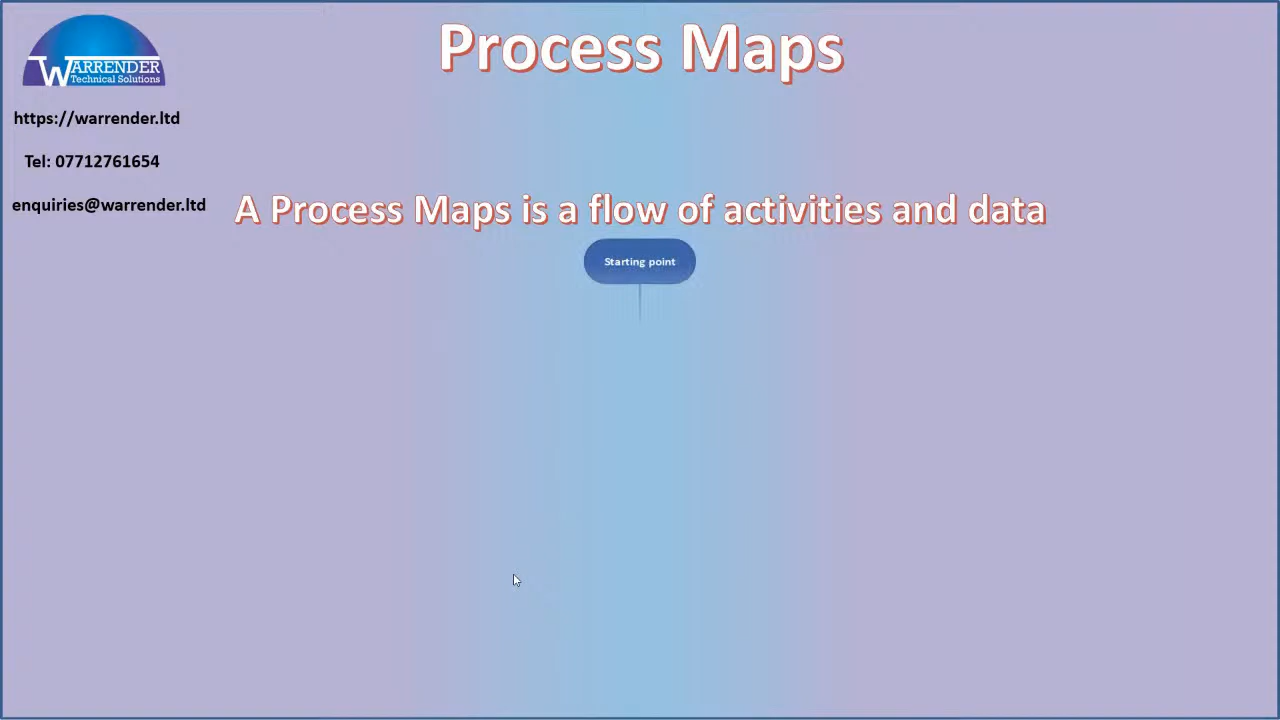 Process Maps
WARRENDER
Technical Solutions
https://warrender.ltd
Tel: 07712761654
enquiries@warrender.ltd
A Process Maps is a flow of activities and data
Starting point